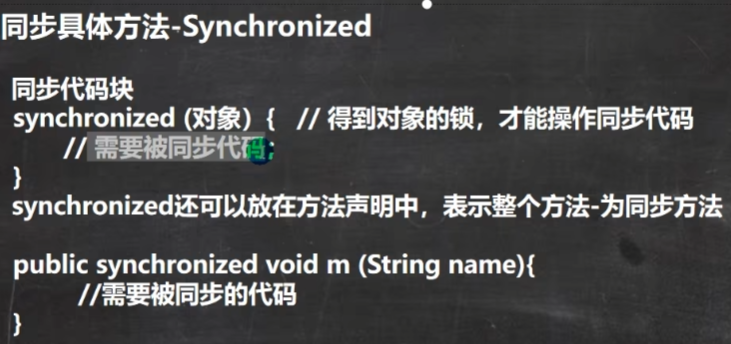 同步具体方法-Synchronized
同步代码块
synchronized (对象) { // 得到对象的锁，才能操作同步代码
// 需要被同步代码;
}
synchronized还可以放在方法声明中，表示整个方法-为同步方法
public synchronized void m (String name){
//需要被同步的代码
}